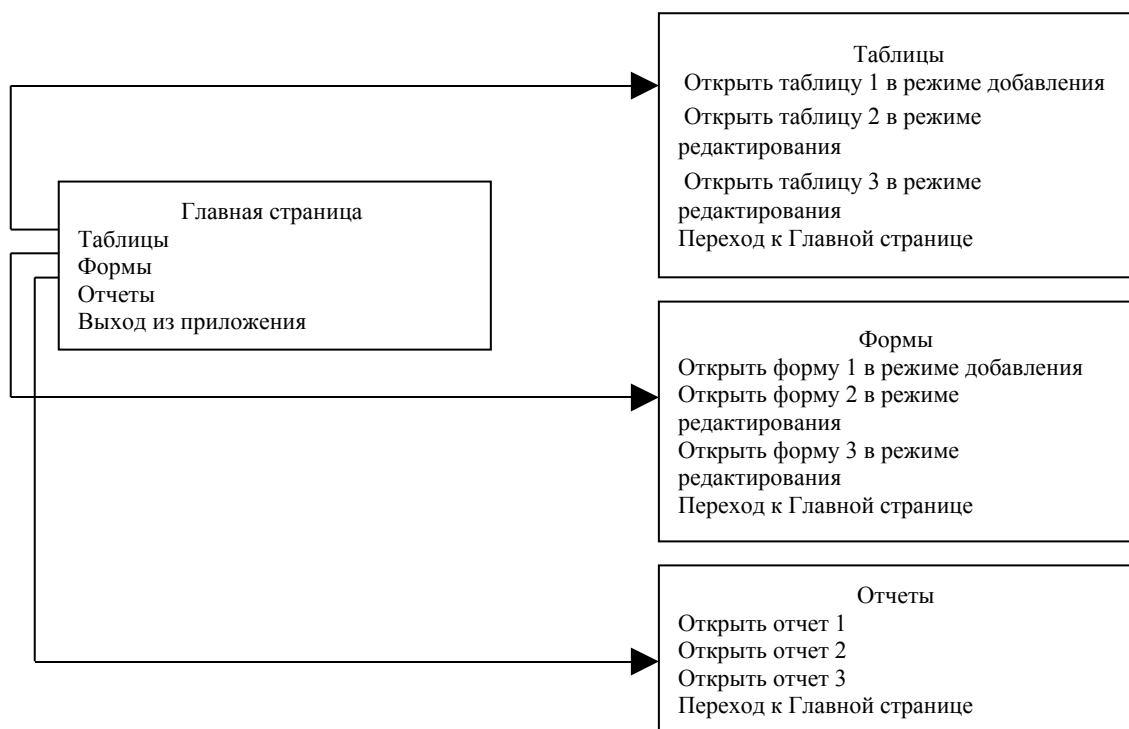 Главная страница
Таблицы
Формы
Отчеты
Выход из приложения
Таблицы
Открыть таблицу 1 в режиме добавления
Открыть таблицу 2 в режиме
редактирования
Открыть таблицу 3 в режиме
редактирования
Переход к Главной странице
Формы
Открыть форму 1 в режиме добавления
Открыть форму 2 в режиме
редактирования
Открыть форму 3 в режиме
редактирования
Переход к Главной странице
Отчеты
Открыть отчет 1
Открыть отчет 2
Открыть отчет 3
Переход к Главной странице